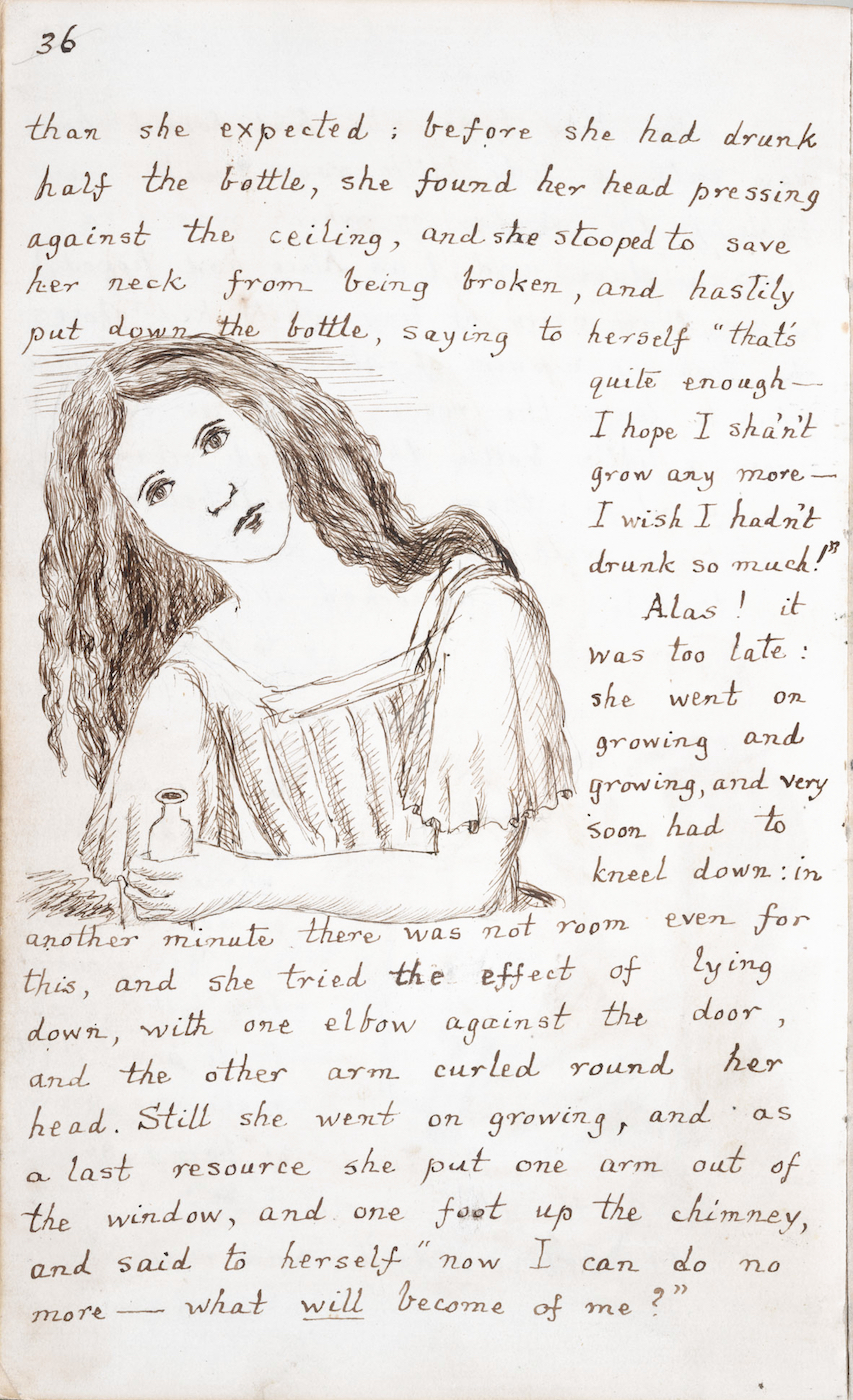 36
than she expected ; before she had drunk
half the bottle, she found her head pressing
against the ceiling, and she stooped to save
her neck from being broken, and hastily
put down the bottle, saying to herself "that's
quite enough —
I hope I sha'n't
grow any more —
I wish I hadn't
drunk so much!"
Alas ! it
was too late :
she went on
growing and
growing, and very
soon had to
kneel down : in
another minute there was not room even for
this, and she tried the effect of lying
down, with one elbow against the door,
and the other arm curled round her
head. Still she went on growing, and as
a last resource she put one arm out of
the window, and one foot up the chimney,
and said to herself "now I can do no
more — what will become of me ?"